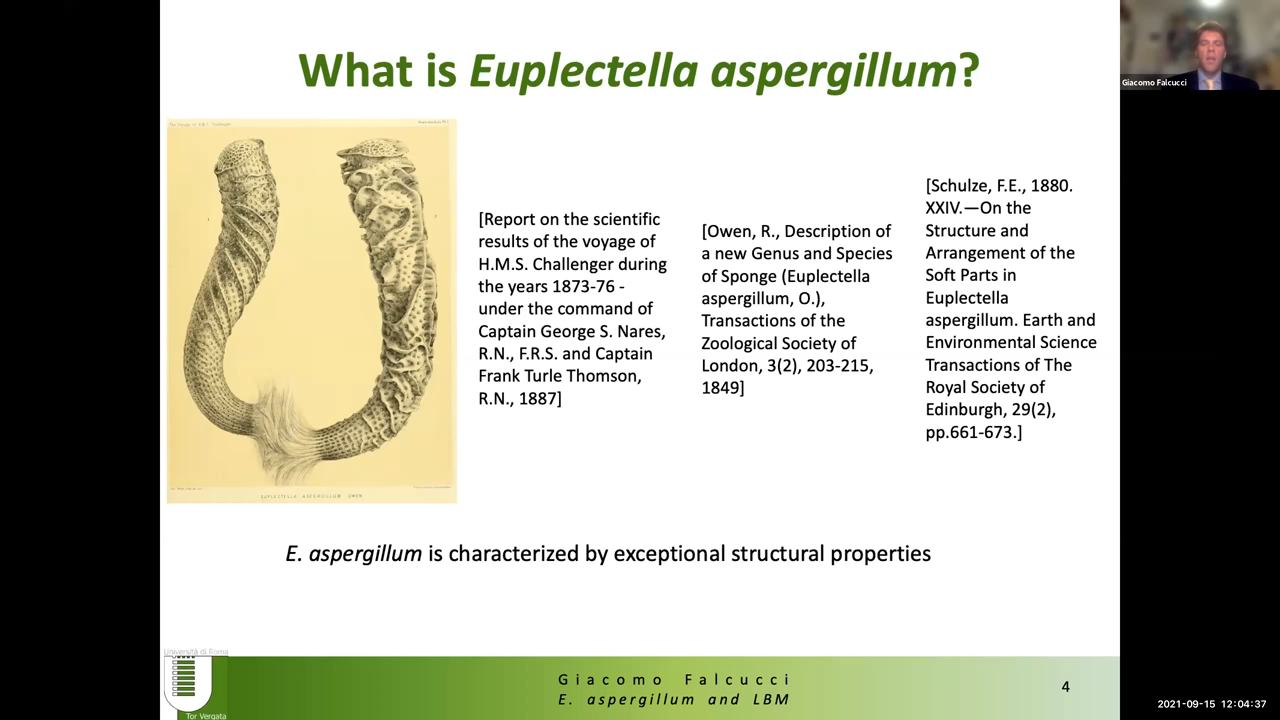 What is Euplectella aspergillum?
Giacomo Falcucci
[Report on the scientific
results of the voyage of
H.M.S. Challenger during
the years 1873-76 -
under the command of
Captain George S. Nares,
R.N., F.R.S. and Captain
Frank Turle Thomson,
R.N., 1887]
[Owen, R., Description of
a new Genus and Species
of Sponge (Euplectella
aspergillum, O.),
Transactions of the
Zoological Society of
London, 3(2), 203-215,
1849]
[Schulze, F.E., 1880.
XXIV.—On the
Structure and
Arrangement of the
Soft Parts in
Euplectella
aspergillum. Earth and
Environmental Science
Transactions of The
Royal Society of
Edinburgh, 29(2),
pp.661-673.]
EUPLECTELLA ASPERGILLUM OWEN
E. aspergillum is characterized by exceptional structural properties
Università di Roma
Tor Vergata
Giacomo Falcucci
E. aspergillum and LBM
4
2021-09-15 12:04:37